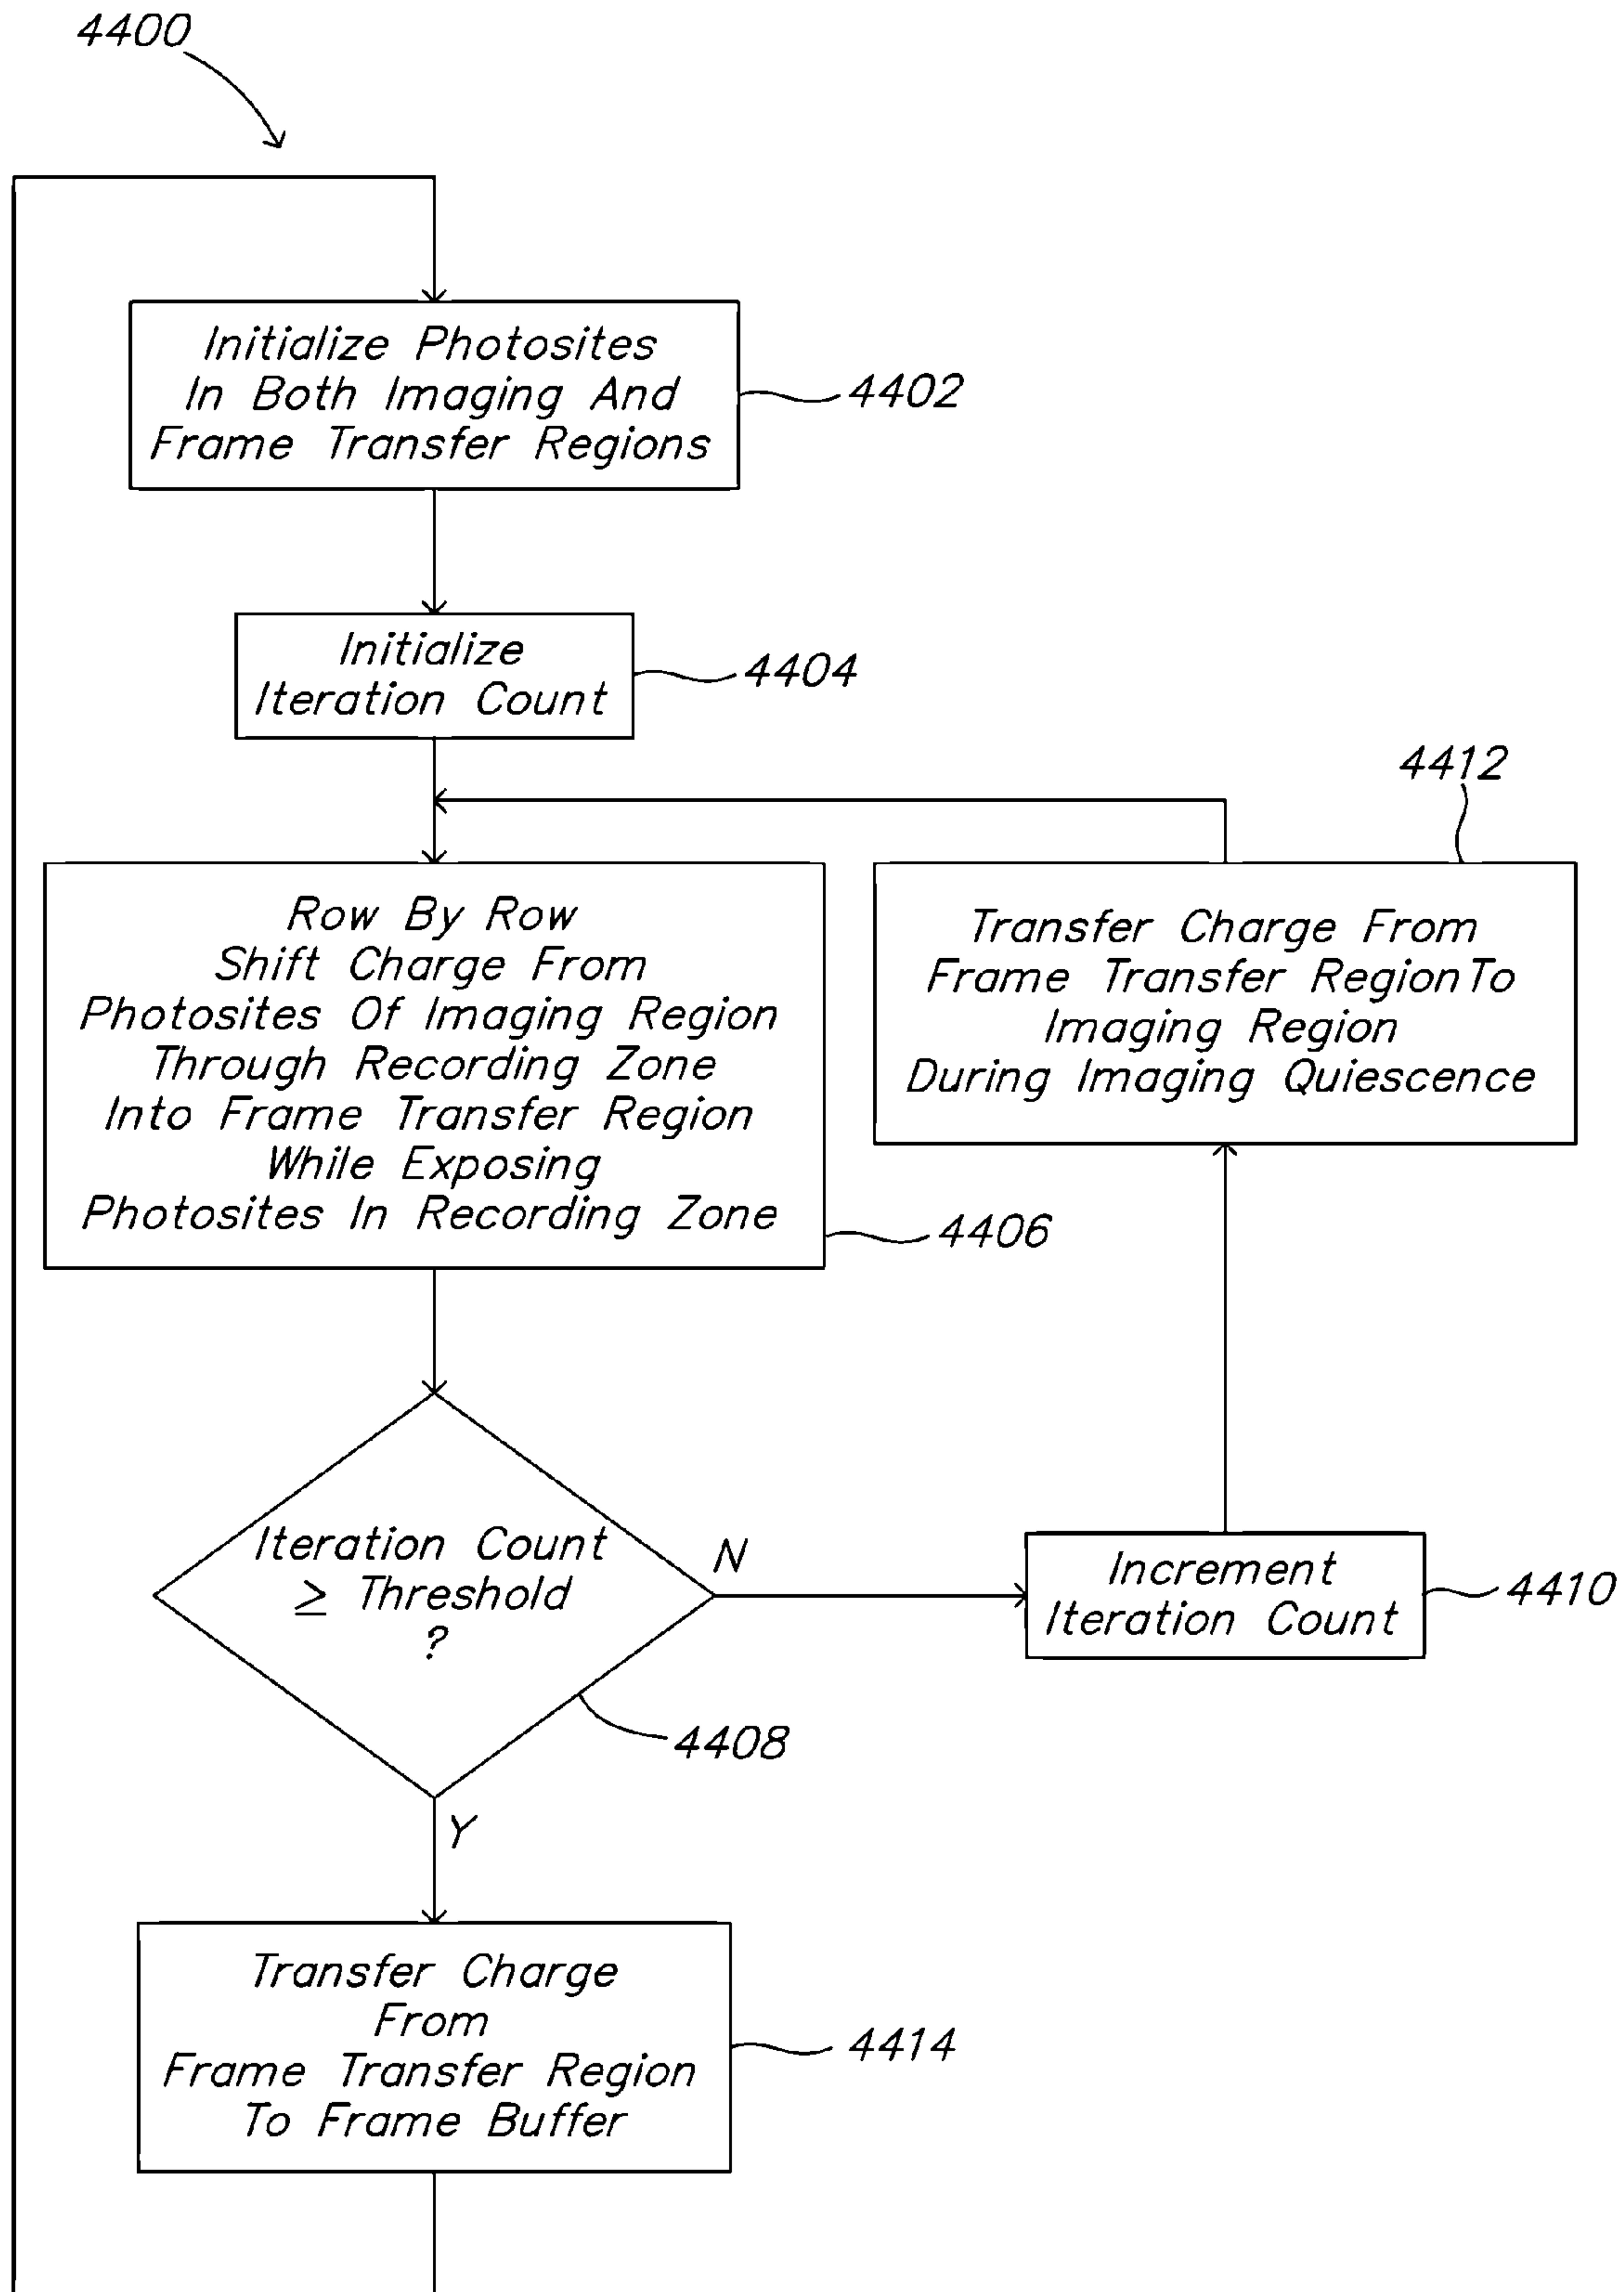 4400
Initialize Photosites
In Both Imaging And
Frame Transfer Regions
4402
Initialize
Iteration Count
4404
4412
Row By Row
Shift Charge From
Photosites Of Imaging Region
Through Recording Zone
Into Frame Transfer Region
While Exposing
Photosites In Recording Zone
4406
Transfer Charge From
Frame Transfer RegionTo
Imaging Region
During Imaging Quiescence
Iteration Count
≥ Threshold
?
N
4408
Increment
Iteration Count
4410
Y
Transfer Charge
From
Frame Transfer Region
To Frame Buffer
4414